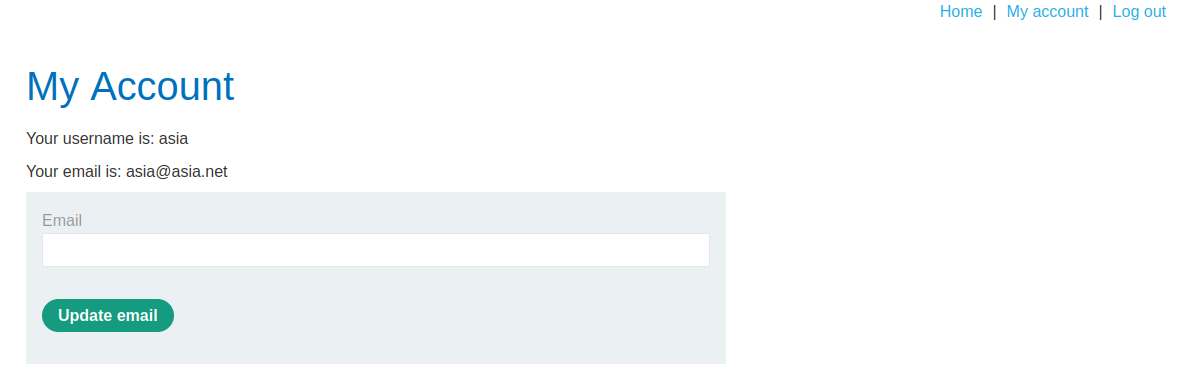 Home | My account | Log out
My Account
Your username is: asia
Your email is: asia@asia.net
Email
Update email